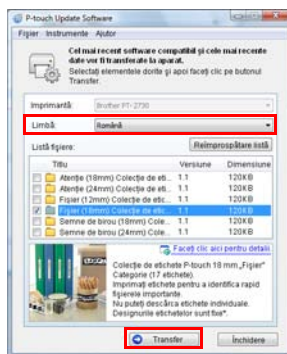 P-touch Update Software
Fișier Instrumente Ajutor
Cel mai recent software compatibil și cele mai recente
date vor fi transferate la aparat.
Selectați elementele dorite și apoi faceți clic pe butonul
Transfer.
Imprimantă: Brother PT-2730
Limbă: Română
Listă fișiere: Reîmprospătare listă
Titlu Versiune Dimensiune
Atenție (18mm) Colecție de eti... 1.1 120KB
Atenție (24mm) Colecție de eti... 1.1 120KB
Fișier (12mm) Colecție de etic... 1.1 120KB
Fișier (18mm) Colecție de etic... 1.1 120KB
Semne de birou (18mm) Cole... 1.1 120KB
Semne de birou (24mm) Cole... 1.1 120KB
Faceți clic aici pentru detalii
Colecție de etichete P-touch 18 mm „Fișier”
Categorie (17 etichete).
Imprimați etichete pentru a identifica rapid
fișierele importante.
Nu puteți descărca etichete individuale.
Designurile etichetelor sunt fixe*.
Transfer
Închidere